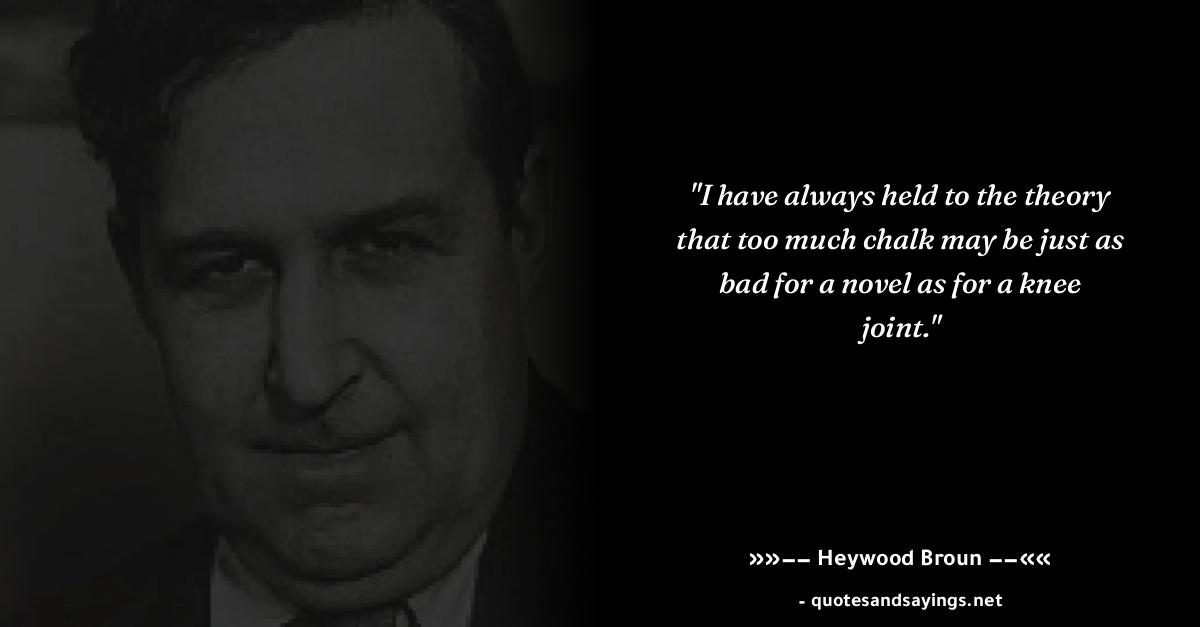 "I have always held to the theory
that too much chalk may be just as
bad for a novel as for a knee
joint."
»»−− Heywood Broun −−««
- quotesandsayings.net